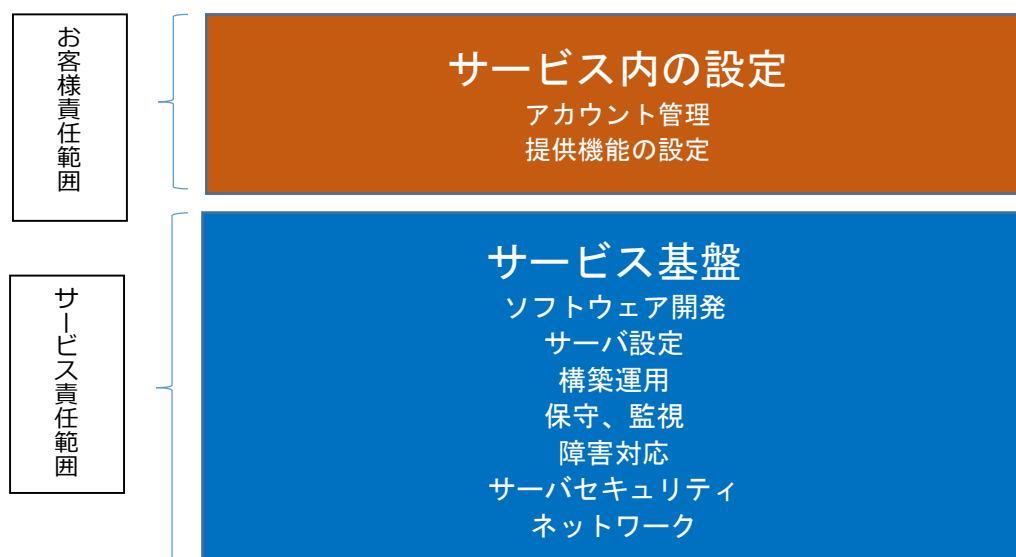 お客様責任範囲
サービス内の設定
アカウント管理
提供機能の設定
サービス責任範囲
サービス基盤
ソフトウェア開発
サーバ設定
構築運用
保守、監視
障害対応
サーバセキュリティ
ネットワーク